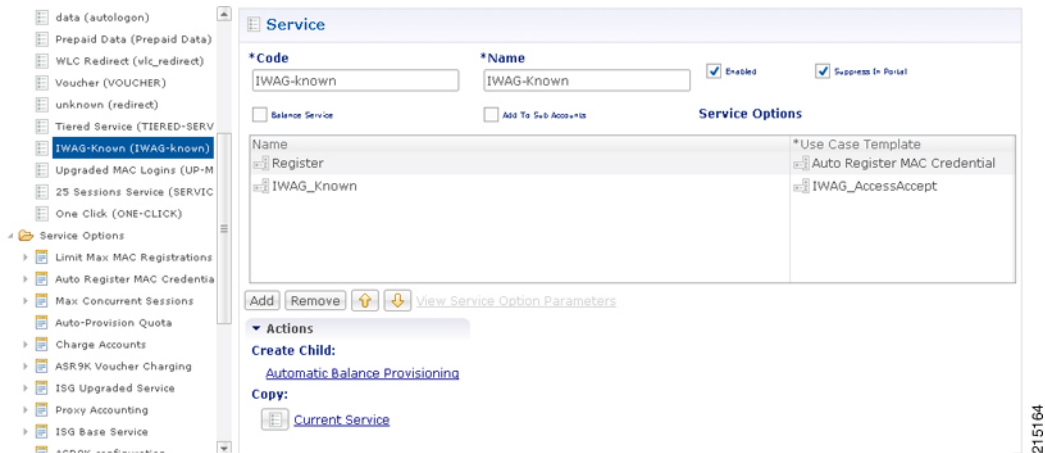 data (autologon)
Prepaid Data (Prepaid Data)
WLC Redirect (vlc_redirect)
Voucher (VOUCHER)
unknown (redirect)
Tiered Service (TIERED-SERV
IWAG-Known (IWAG-known)
Upgraded MAC Logins (UP-M
25 Sessions Service (SERVIC
One Click (ONE-CLICK)
Service Options
Limit Max MAC Registrations
Auto Register MAC Credentia
Max Concurrent Sessions
Auto-Provision Quota
Charge Accounts
ASR9K Voucher Charging
ISG Upgraded Service
Proxy Accounting
ISG Base Service
ASR9K configuration
Service
*Code
*Name
IWAG-known
IWAG-Known
Enabled
Suppress In Portal
Balance Service
Add To Sub Accounts
Service Options
Name
*Use Case Template
Register
Auto Register MAC Credential
IWAG_Known
IWAG_AccessAccept
Add
Remove
View Service Option Parameters
Actions
Create Child:
Automatic Balance Provisioning
Copy:
Current Service
215164